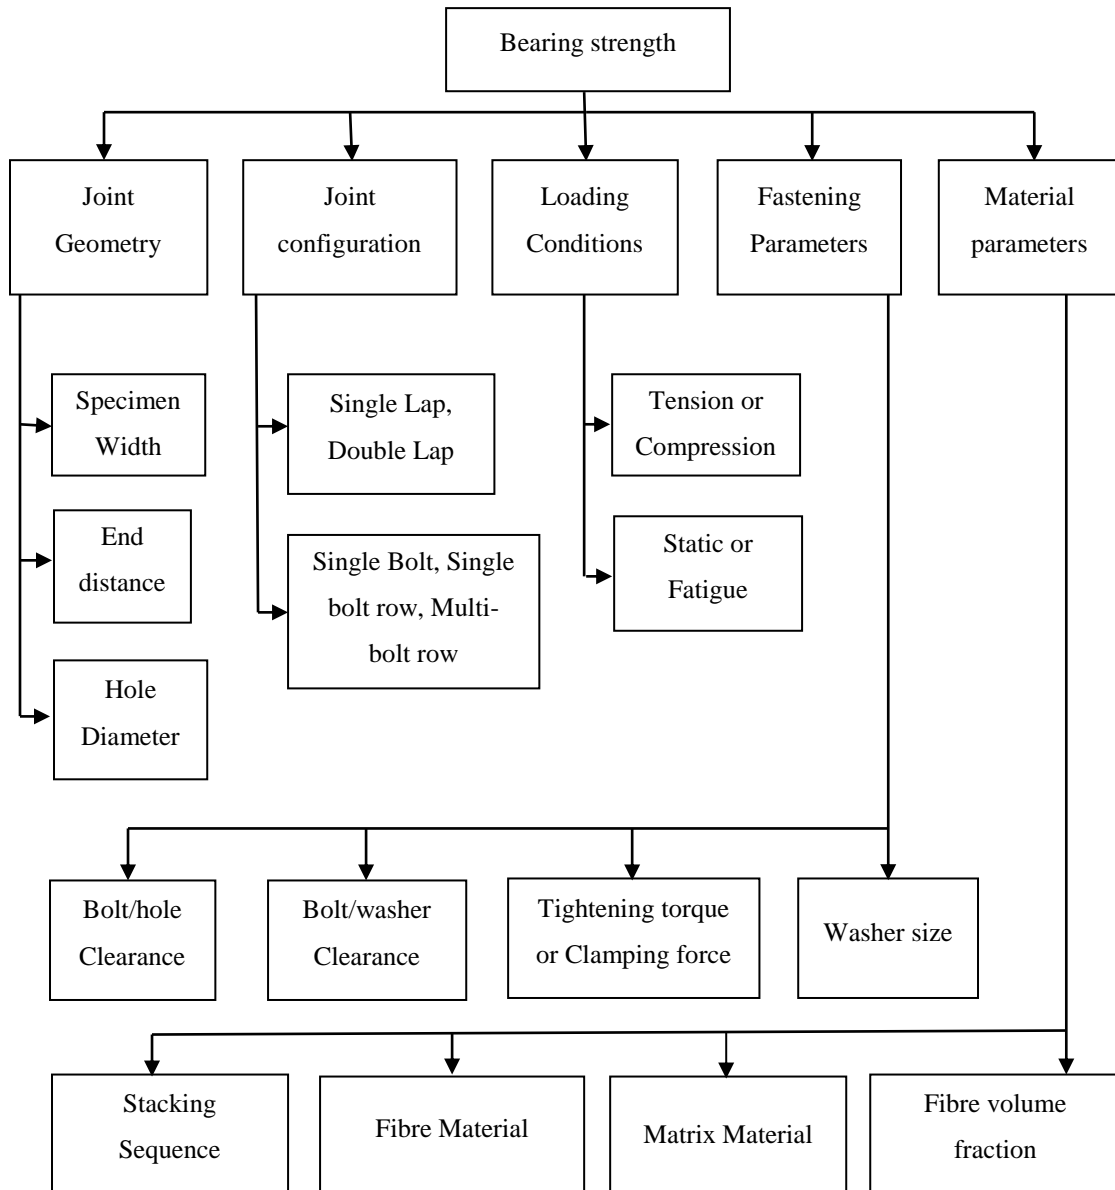 Bearing strength
Joint
Geometry
Joint
configuration
Loading
Conditions
Fastening
Parameters
Material
parameters
Specimen
Width
Single Lap,
Double Lap
Tension or
Compression
End
distance
Single Bolt, Single
bolt row, Multi-
bolt row
Static or
Fatigue
Hole
Diameter
Bolt/hole
Clearance
Bolt/washer
Clearance
Tightening torque
or Clamping force
Washer size
Stacking
Sequence
Fibre Material
Matrix Material
Fibre volume
fraction